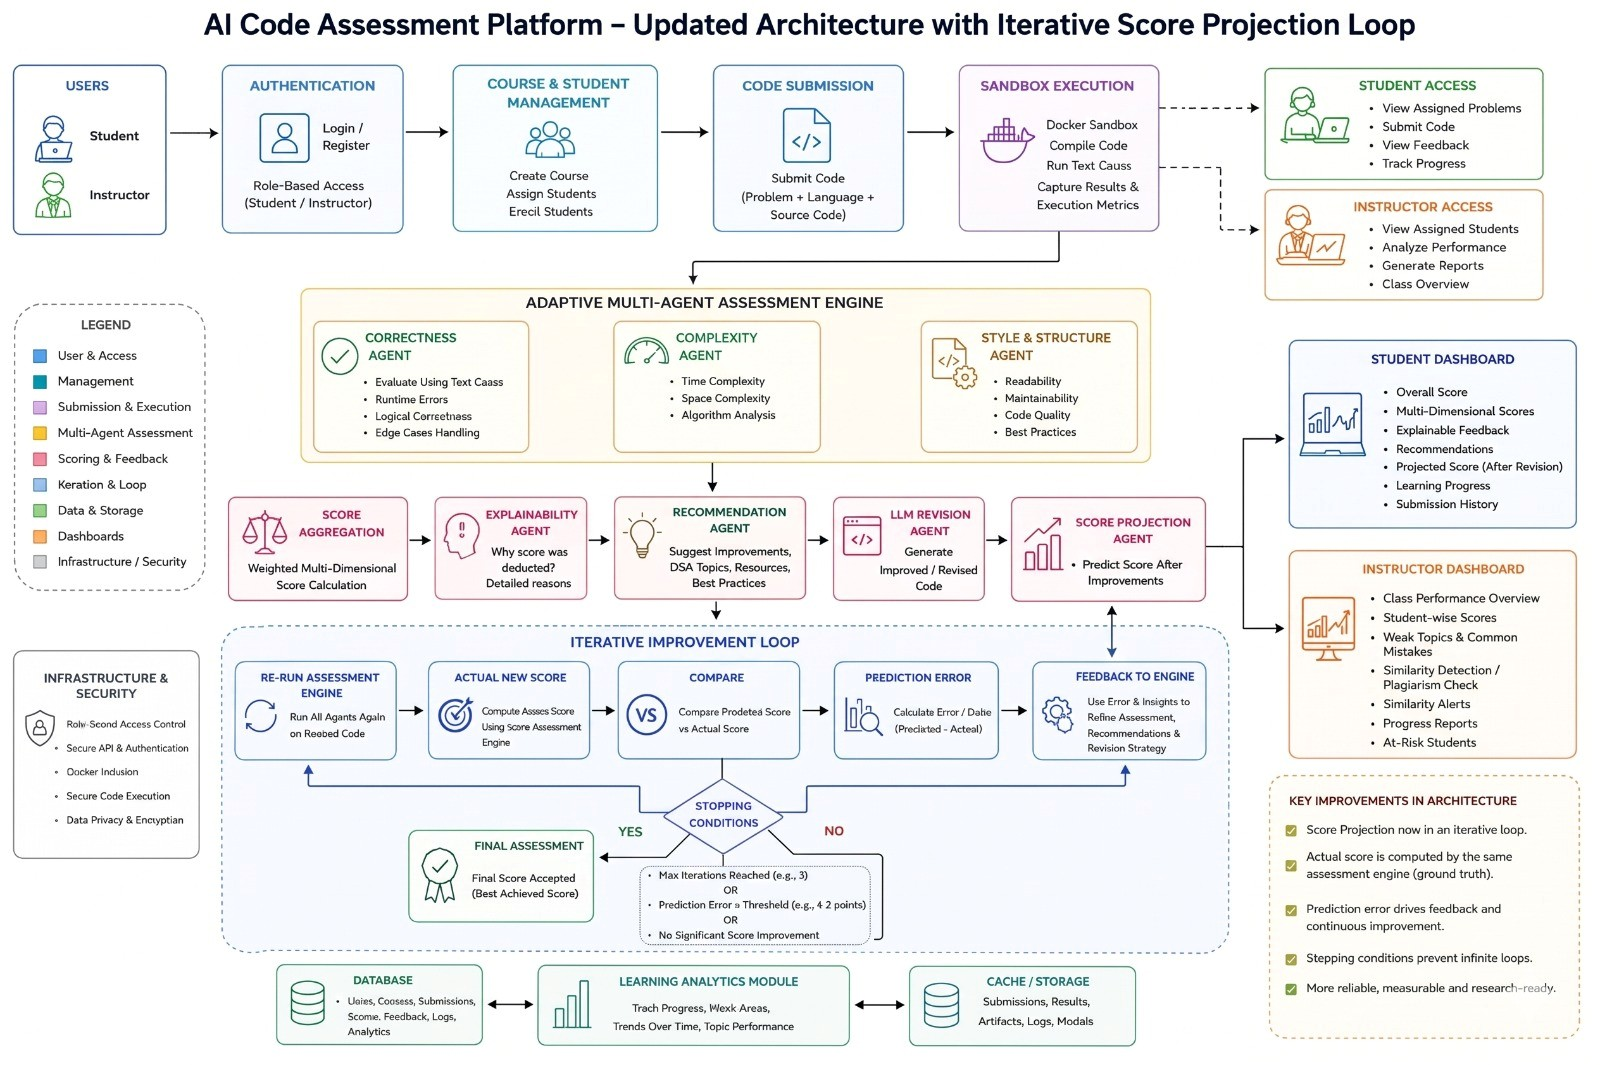 AI Code Assessment Platform – Updated Architecture with Iterative Score Projection Loop
USERS
Student
Instructor
AUTHENTICATION
Login /
Register
Role-Based Access
(Student / Instructor)
COURSE & STUDENT
MANAGEMENT
Create Course
Assign Students
Erecil Students
CODE SUBMISSION
Submit Code
(Problem + Language +
Source Code)
SANDBOX EXECUTION
Docker Sandbox
Compile Code
Run Text Causs
Capture Results &
Execution Metrics
STUDENT ACCESS
• View Assigned Problems
• Submit Code
• View Feedback
• Track Progress
INSTRUCTOR ACCESS
• View Assigned Students
• Analyze Performance
• Generate Reports
• Class Overview
LEGEND
User & Access
Management
Submission & Execution
Multi-Agent Assessment
Scoring & Feedback
Keration & Loop
Data & Storage
Dashboards
Infrastructure / Security
ADAPTIVE MULTI-AGENT ASSESSMENT ENGINE
CORRECTNESS
AGENT
• Evaluate Using Text Caass
• Runtime Errors
• Logical Correetnass
• Edge Cases Handling
COMPLEXITY
AGENT
• Time Complexity
• Space Complexity
• Algorithm Analysis
STYLE & STRUCTURE
AGENT
• Readability
• Maintainability
• Code Quality
• Best Practices
STUDENT DASHBOARD
• Overall Score
• Multi-Dimensional Scores
• Explainable Feedback
• Recommendations
• Projected Score (After Revision)
• Learning Progress
• Submission History
SCORE
AGGREGATION
Weighted Multi-Dimensional
Score Calculation
EXPLAINABILITY
AGENT
Why score was
deducted?
Detailed reasons
RECOMMENDATION
AGENT
Suggest Improvements,
DSA Topics, Resources,
Best Practices
LLM REVISION
AGENT
Generate
Improved / Revised
Code
SCORE PROJECTION
AGENT
• Predict Score After
Improvements
INSTRUCTOR DASHBOARD
• Class Performance Overview
• Student-wise Scores
• Weak Topics & Common
Mistakes
• Similarity Detection /
Plagiarism Check
• Similarity Alerts
• Progress Reports
• At-Risk Students
INFRASTRUCTURE &
SECURITY
Access Control
• Secure API & Authentication
• Secure Code Execution
• Data Privacy & Encyptian
ITERATIVE IMPROVEMENT LOOP
RE-RUN ASSESSMENT
ENGINE
Run All Agents Again
on Reebed Code
ACTUAL NEW SCORE
Compute Asses Score
Using Score Assessment
Engine
VS
COMPARE
Compare Prodeted Score
vs Actual Score
PREDICTION ERROR
Calculate Error /
FEEDBACK TO ENGINE
Use Error & Insights to
Refine Assessment,
Recommendations &
Revision Strategy
STOPPING
CONDITIONS
YES
NO
FINAL ASSESSMENT
Final Score Accepted
(Best Achieved Score)
• Max Iterations Reached (e.g., 3)
OR
• Prediction Error Threshold (e.g., 2 points)
OR
• No Significant Score Improvement
KEY IMPROVEMENTS IN ARCHITECTURE
Score Projection now in an iterative loop.
Actual score is computed by the same
assessment engine (ground truth).
Prediction error drives feedback and
continuous improvement.
Stepping conditions prevent infinite loops.
More reliable, measurable and research-ready.
DATABASE
Submissions,
Feedback, Logs,
Analytics
LEARNING ANALYTICS MODULE
Trach Progress, Areas,
Trends Over Time, Topic Performance
CACHE / STORAGE
Submissions, Results,
Artifacts, Logs, Modals